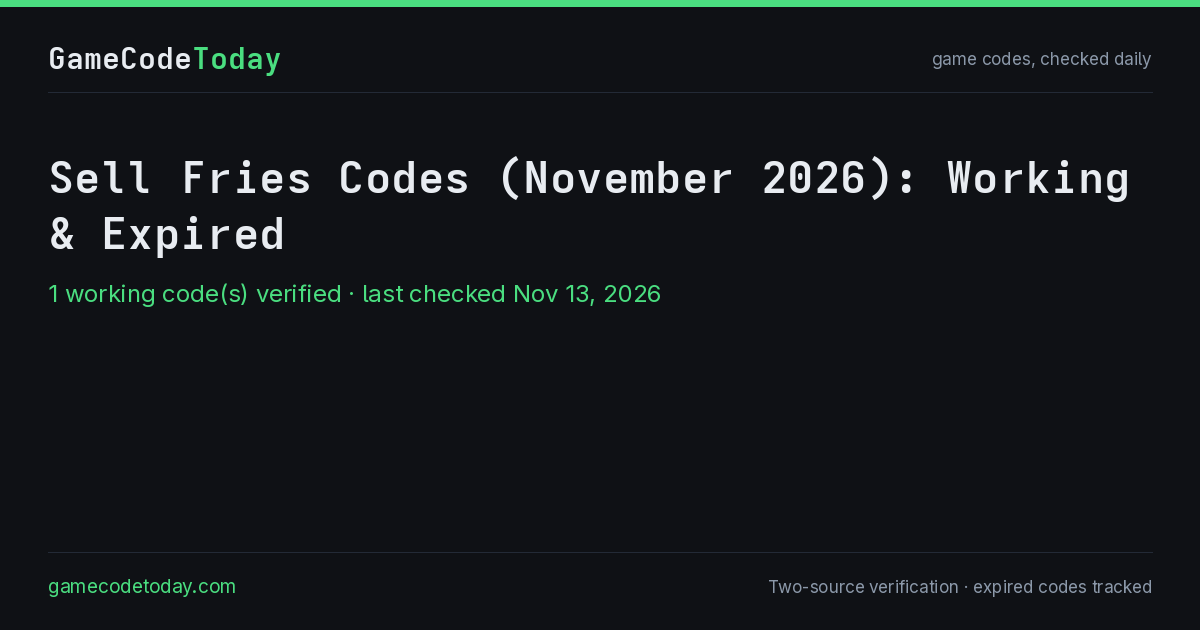 GameCodeToday
game codes, checked daily
Sell Fries Codes (November 2026): Working
& Expired
1 working code(s) verified · last checked Nov 13, 2026
gamecodetoday.com
Two-source verification · expired codes tracked